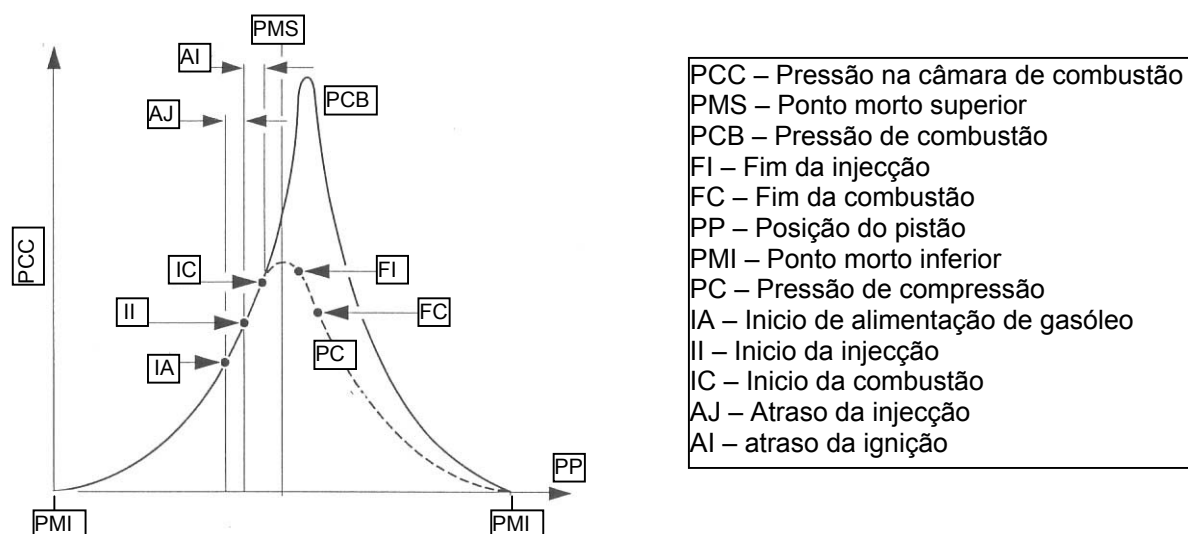 PMS
AI
PCB
AJ
PCC
IC
FI
II
FC
PC
IA
PP
PMI
PMI
PCC – Pressão na câmara de combustão
PMS – Ponto morto superior
PCB – Pressão de combustão
FI – Fim da injecção
FC – Fim da combustão
PP – Posição do pistão
PMI – Ponto morto inferior
PC – Pressão de compressão
IA – Inicio de alimentação de gasóleo
II – Inicio da injecção
IC – Inicio da combustão
AJ – Atraso da injecção
AI – atraso da ignição